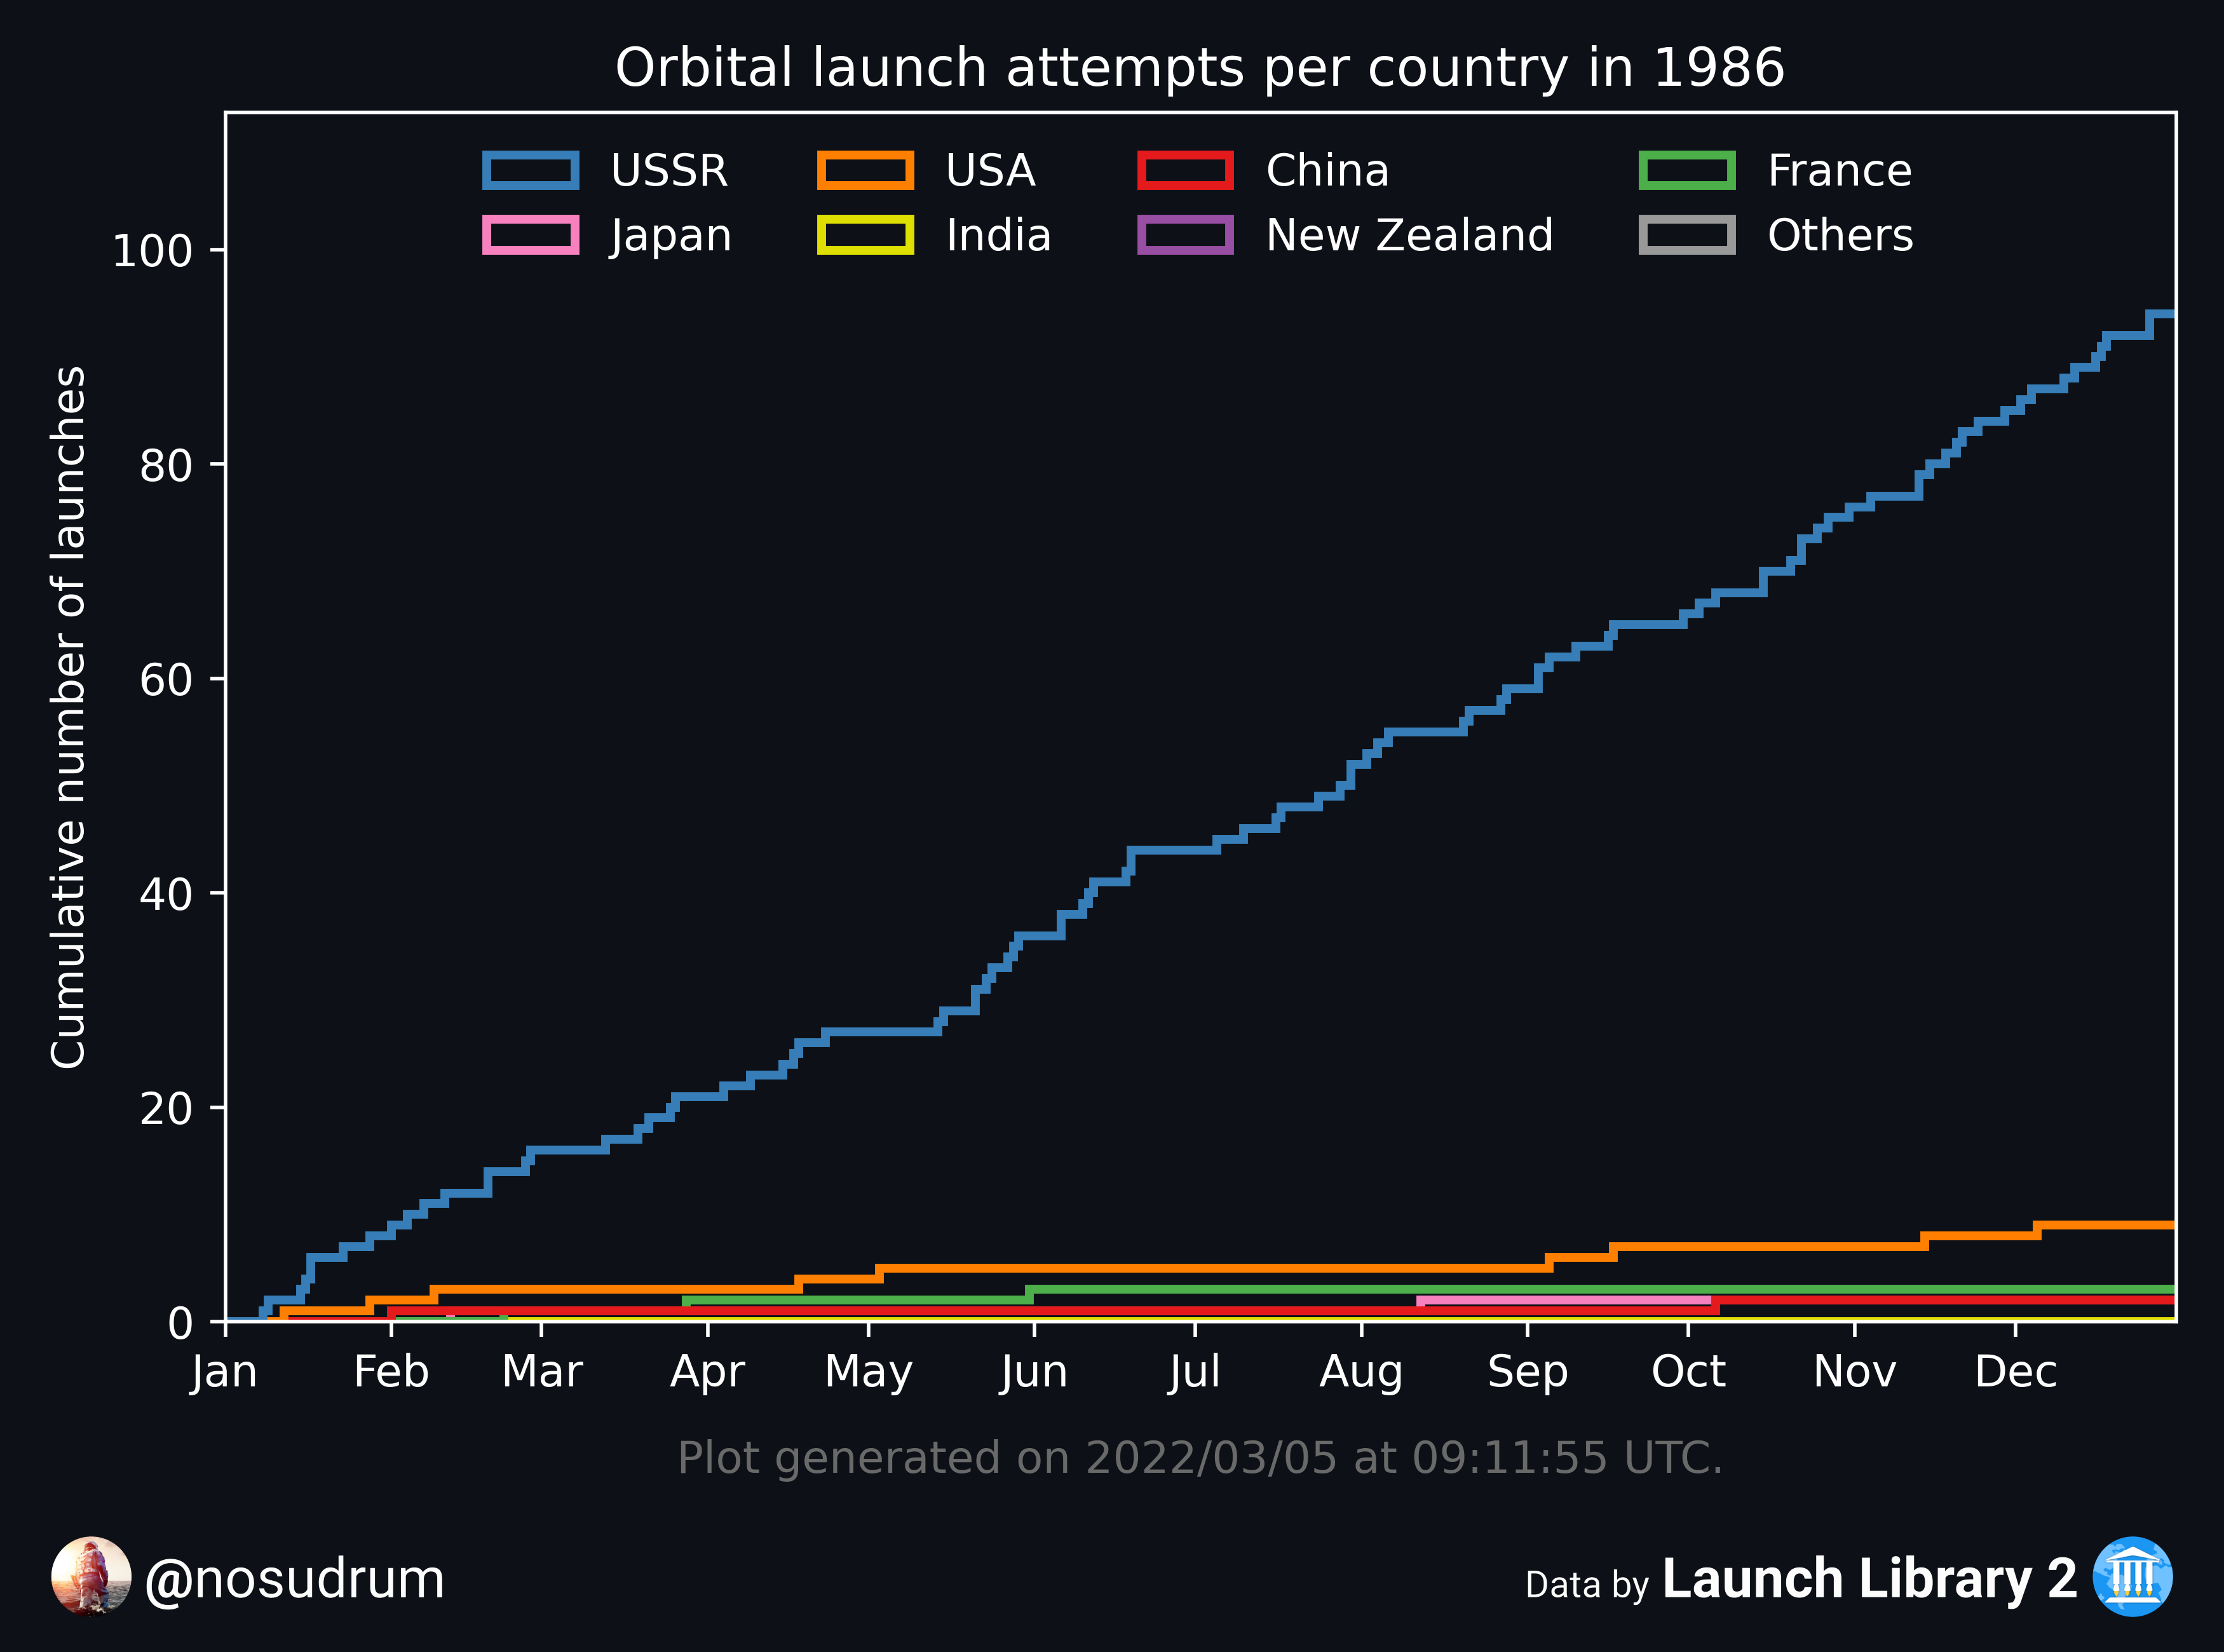 Orbital launch attempts per country in 1986
USSR USA China France
Japan India New Zealand Others
Cumulative number of launches
100
80
60
40
20
0
Jan Feb Mar Apr May Jun Jul Aug Sep Oct Nov Dec
Plot generated on 2022/03/05 at 09:11:55 UTC.
@nosudrum
Data by Launch Library 2